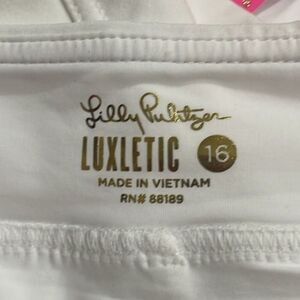 Lilly Pulitzer
LUXLETIC 16
MADE IN VIETNAM
RN# 88189